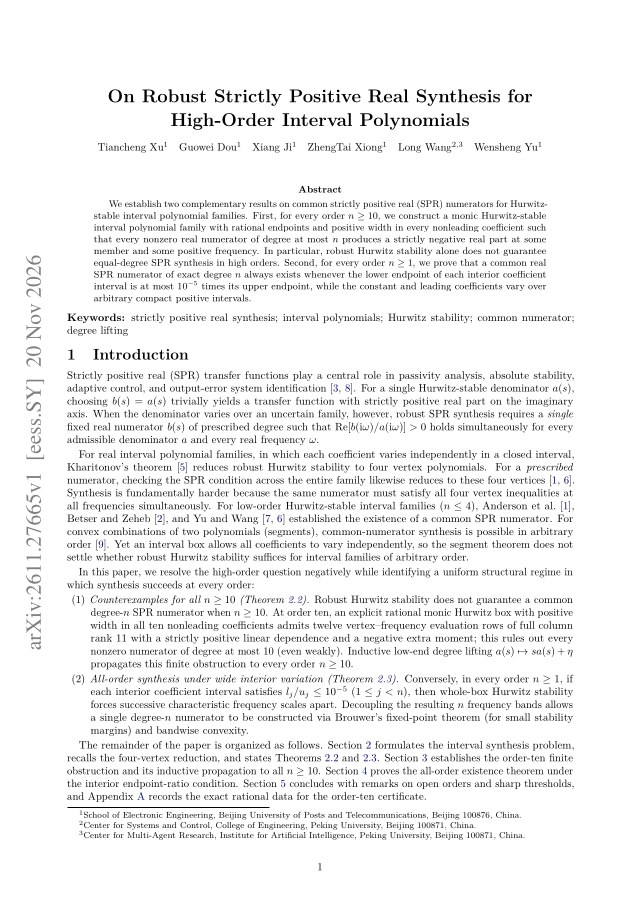 On Robust Strictly Positive Real Synthesis for
High-Order Interval Polynomials
Tiancheng Xu¹ Guowei Dou¹ Xiang Ji¹ ZhengTai Xiong¹ Long Wang²,³ Wensheng Yu¹
Abstract
We establish two complementary results on common strictly positive real (SPR) numerators for Hurwitz-
stable interval polynomial families. First, for every order n ≥ 10, we construct a monic Hurwitz-stable
interval polynomial family with rational endpoints and positive width in every nonleading coefficient such
that every nonzero real numerator of degree at most n produces a strictly negative real part at some
member and some positive frequency. In particular, robust Hurwitz stability alone does not guarantee
equal-degree SPR synthesis in high orders. Second, for every order n ≥ 1, we prove that a common real
SPR numerator of exact degree n always exists whenever the lower endpoint of each interior coefficient
interval is at most 10⁻⁵ times its upper endpoint, while the constant and leading coefficients vary over
arbitrary compact positive intervals.
Keywords: strictly positive real synthesis; interval polynomials; Hurwitz stability; common numerator;
degree lifting
1 Introduction
Strictly positive real (SPR) transfer functions play a central role in passivity analysis, absolute stability,
adaptive control, and output-error system identification [3, 8]. For a single Hurwitz-stable denominator a(s),
choosing b(s) = a(s) trivially yields a transfer function with strictly positive real part on the imaginary
axis. When the denominator varies over an uncertain family, however, robust SPR synthesis requires a single
fixed real numerator b(s) of prescribed degree such that Re[b(iω)/a(iω)] > 0 holds simultaneously for every
admissible denominator a and every real frequency ω.
For real interval polynomial families, in which each coefficient varies independently in a closed interval,
Kharitonov's theorem [5] reduces robust Hurwitz stability to four vertex polynomials. For a prescribed
numerator, checking the SPR condition across the entire family likewise reduces to these four vertices [1, 6].
Synthesis is fundamentally harder because the same numerator must satisfy all four vertex inequalities at
all frequencies simultaneously. For low-order Hurwitz-stable interval families (n ≤ 4), Anderson et al. [1],
Betser and Zeheb [2], and Yu and Wang [7, 6] established the existence of a common SPR numerator. For
convex combinations of two polynomials (segments), common-numerator synthesis is possible in arbitrary
order [9]. Yet an interval box allows all coefficients to vary independently, so the segment theorem does not
settle whether robust Hurwitz stability suffices for interval families of arbitrary order.
In this paper, we resolve the high-order question negatively while identifying a uniform structural regime in
which synthesis succeeds at every order:
(1) Counterexamples for all n ≥ 10 (Theorem 2.2). Robust Hurwitz stability does not guarantee a common
degree-n SPR numerator when n ≥ 10. At order ten, an explicit rational monic Hurwitz box with positive
width in all ten nonleading coefficients admits twelve vertex–frequency evaluation rows of full column
rank 11 with a strictly positive linear dependence and a negative extra moment; this rules out every
nonzero numerator of degree at most 10 (even weakly). Inductive low-end degree lifting a(s) ↦ sa(s) + η
propagates this finite obstruction to every order n ≥ 10.
(2) All-order synthesis under wide interior variation (Theorem 2.3). Conversely, in every order n ≥ 1, if
each interior coefficient interval satisfies lⱼ/uⱼ ≤ 10⁻⁵ (1 ≤ j < n), then whole-box Hurwitz stability
forces successive characteristic frequency scales apart. Decoupling the resulting n frequency bands allows
a single degree-n numerator to be constructed via Brouwer's fixed-point theorem (for small stability
margins) and bandwise convexity.
The remainder of the paper is organized as follows. Section 2 formulates the interval synthesis problem,
recalls the four-vertex reduction, and states Theorems 2.2 and 2.3. Section 3 establishes the order-ten finite
obstruction and its inductive propagation to all n ≥ 10. Section 4 proves the all-order existence theorem under
the interior endpoint-ratio condition. Section 5 concludes with remarks on open orders and sharp thresholds,
and Appendix A records the exact rational data for the order-ten certificate.
¹School of Electronic Engineering, Beijing University of Posts and Telecommunications, Beijing 100876, China.
²Center for Systems and Control, College of Engineering, Peking University, Beijing 100871, China.
³Center for Multi-Agent Research, Institute for Artificial Intelligence, Peking University, Beijing 100871, China.
1
arXiv:2611.27665v1 [eess.SY] 20 Nov 2026